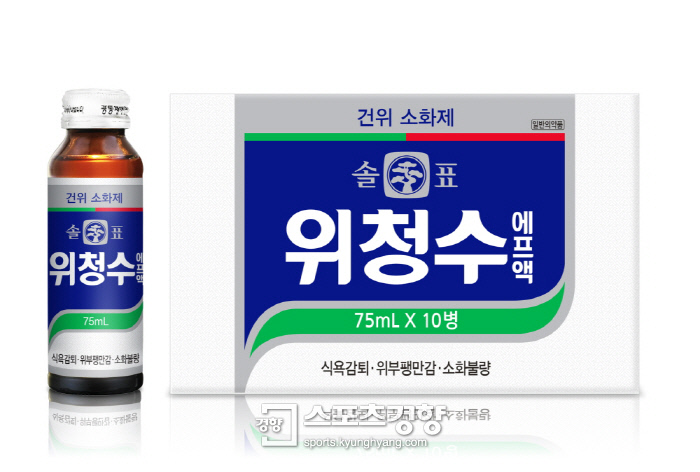 건위 소화제
솔 표
위청수 에프액
75mL
식욕감퇴·위부팽만감·소화불량
건위 소화제
일반의약품
솔 표
위청수 에프액
75mL X 10병
식욕감퇴·위부팽만감·소화불량
경향 스포츠경향
sports.kyunghyang.com